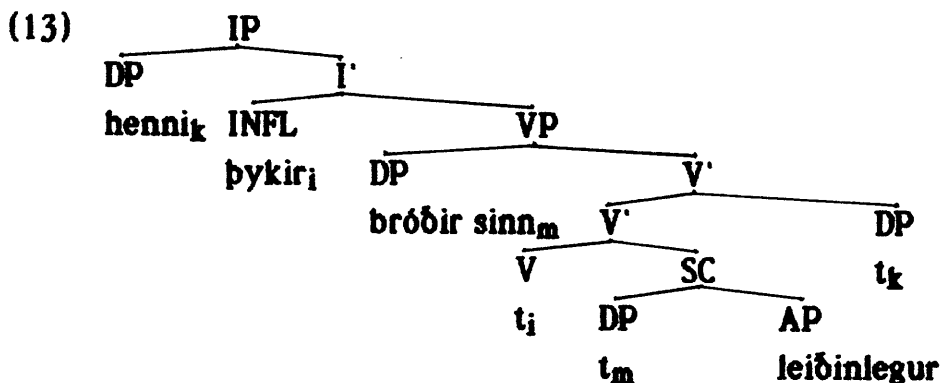 (13) IP
DP I'
henniₖ INFL VP
þykirᵢ DP V'
bróðir sinnₘ V' DP
V SC tₖ
tᵢ DP AP
tₘ leiðinlegur